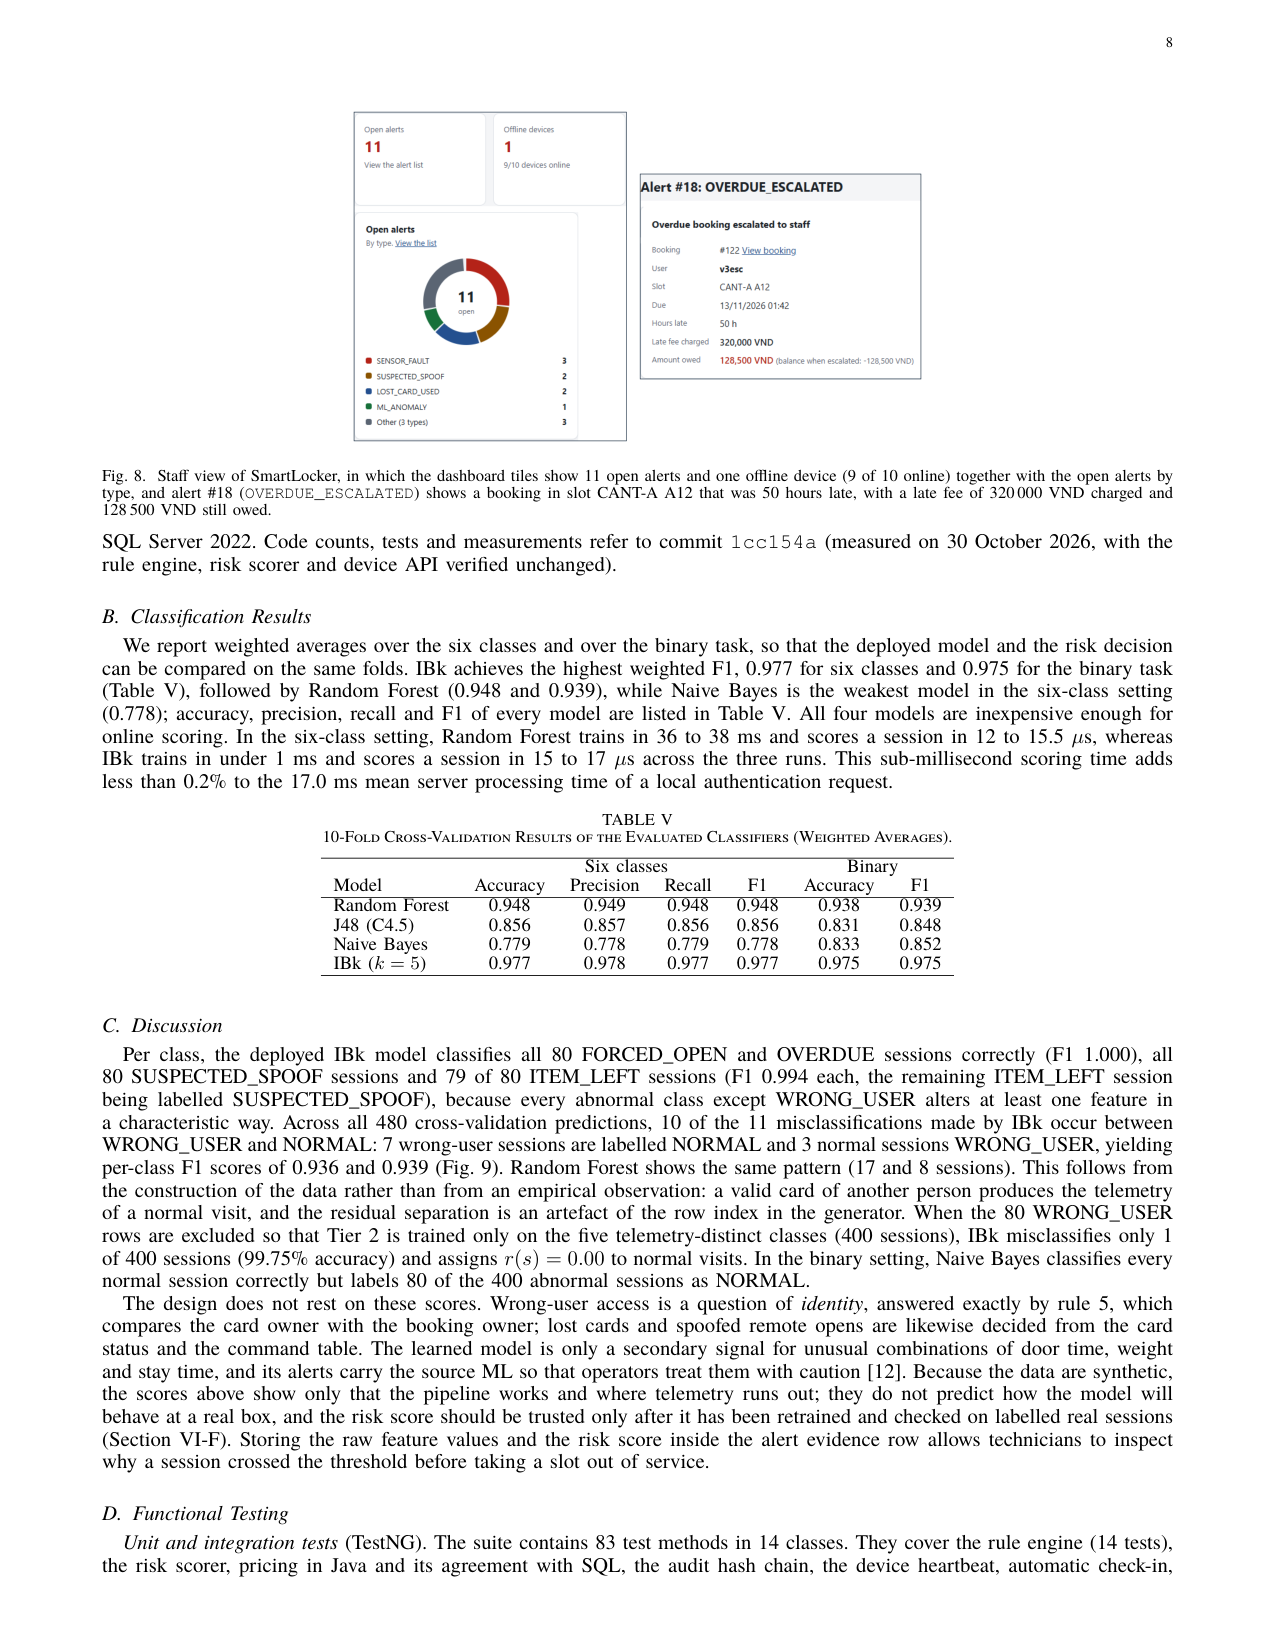 8
Open alerts
11
View the alert list
Offline devices
1
9/10 devices online
Open alerts
By type. View the list
11
open
SENSOR_FAULT 3
SUSPECTED_SPOOF 2
LOST_CARD_USED 2
ML_ANOMALY 1
Other (3 types) 3
Alert #18: OVERDUE_ESCALATED
Overdue booking escalated to staff
Booking #122 View booking
User v3esc
Slot CANT-A A12
Due 13/11/2026 01:42
Hours late 50 h
Late fee charged 320,000 VND
Amount owed 128,500 VND (balance when escalated: -128,500 VND)
Fig. 8. Staff view of SmartLocker, in which the dashboard tiles show 11 open alerts and one offline device (9 of 10 online) together with the open alerts by
type, and alert #18 (OVERDUE_ESCALATED) shows a booking in slot CANT-A A12 that was 50 hours late, with a late fee of 320 000 VND charged and
128 500 VND still owed.
SQL Server 2022. Code counts, tests and measurements refer to commit 1cc154a (measured on 30 October 2026, with the
rule engine, risk scorer and device API verified unchanged).
B. Classification Results
We report weighted averages over the six classes and over the binary task, so that the deployed model and the risk decision
can be compared on the same folds. IBk achieves the highest weighted F1, 0.977 for six classes and 0.975 for the binary task
(Table V), followed by Random Forest (0.948 and 0.939), while Naive Bayes is the weakest model in the six-class setting
(0.778); accuracy, precision, recall and F1 of every model are listed in Table V. All four models are inexpensive enough for
online scoring. In the six-class setting, Random Forest trains in 36 to 38 ms and scores a session in 12 to 15.5 μs, whereas
IBk trains in under 1 ms and scores a session in 15 to 17 μs across the three runs. This sub-millisecond scoring time adds
less than 0.2% to the 17.0 ms mean server processing time of a local authentication request.
TABLE V
10-FOLD CROSS-VALIDATION RESULTS OF THE EVALUATED CLASSIFIERS (WEIGHTED AVERAGES).
Six classes Binary
Model Accuracy Precision Recall F1 Accuracy F1
Random Forest 0.948 0.949 0.948 0.948 0.938 0.939
J48 (C4.5) 0.856 0.857 0.856 0.856 0.831 0.848
Naive Bayes 0.779 0.778 0.779 0.778 0.833 0.852
IBk (k = 5) 0.977 0.978 0.977 0.977 0.975 0.975
C. Discussion
Per class, the deployed IBk model classifies all 80 FORCED_OPEN and OVERDUE sessions correctly (F1 1.000), all
80 SUSPECTED_SPOOF sessions and 79 of 80 ITEM_LEFT sessions (F1 0.994 each, the remaining ITEM_LEFT session
being labelled SUSPECTED_SPOOF), because every abnormal class except WRONG_USER alters at least one feature in
a characteristic way. Across all 480 cross-validation predictions, 10 of the 11 misclassifications made by IBk occur between
WRONG_USER and NORMAL: 7 wrong-user sessions are labelled NORMAL and 3 normal sessions WRONG_USER, yielding
per-class F1 scores of 0.936 and 0.939 (Fig. 9). Random Forest shows the same pattern (17 and 8 sessions). This follows from
the construction of the data rather than from an empirical observation: a valid card of another person produces the telemetry
of a normal visit, and the residual separation is an artefact of the row index in the generator. When the 80 WRONG_USER
rows are excluded so that Tier 2 is trained only on the five telemetry-distinct classes (400 sessions), IBk misclassifies only 1
of 400 sessions (99.75% accuracy) and assigns r(s) = 0.00 to normal visits. In the binary setting, Naive Bayes classifies every
normal session correctly but labels 80 of the 400 abnormal sessions as NORMAL.
The design does not rest on these scores. Wrong-user access is a question of identity, answered exactly by rule 5, which
compares the card owner with the booking owner; lost cards and spoofed remote opens are likewise decided from the card
status and the command table. The learned model is only a secondary signal for unusual combinations of door time, weight
and stay time, and its alerts carry the source ML so that operators treat them with caution [12]. Because the data are synthetic,
the scores above show only that the pipeline works and where telemetry runs out; they do not predict how the model will
behave at a real box, and the risk score should be trusted only after it has been retrained and checked on labelled real sessions
(Section VI-F). Storing the raw feature values and the risk score inside the alert evidence row allows technicians to inspect
why a session crossed the threshold before taking a slot out of service.
D. Functional Testing
Unit and integration tests (TestNG). The suite contains 83 test methods in 14 classes. They cover the rule engine (14 tests),
the risk scorer, pricing in Java and its agreement with SQL, the audit hash chain, the device heartbeat, automatic check-in,